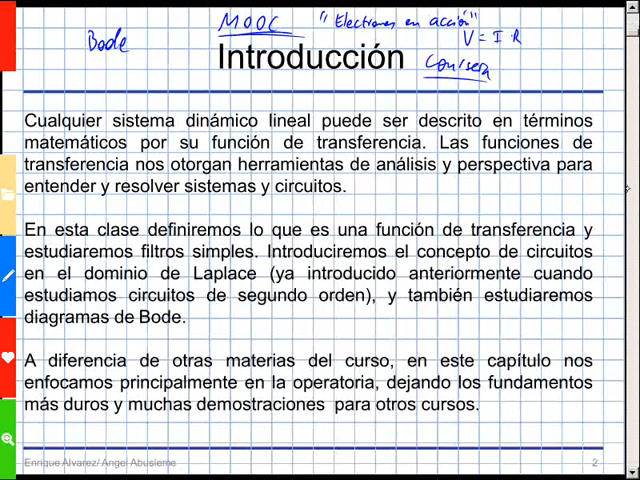 MOOC "Electrones en acción"
Bode V = I · R
Introducción Coursera
Cualquier sistema dinámico lineal puede ser descrito en términos
matemáticos por su función de transferencia. Las funciones de
transferencia nos otorgan herramientas de análisis y perspectiva para
entender y resolver sistemas y circuitos.
En esta clase definiremos lo que es una función de transferencia y
estudiaremos filtros simples. Introduciremos el concepto de circuitos
en el dominio de Laplace (ya introducido anteriormente cuando
estudiamos circuitos de segundo orden), y también estudiaremos
diagramas de Bode.
A diferencia de otras materias del curso, en este capítulo nos
enfocamos principalmente en la operatoria, dejando los fundamentos
más duros y muchas demostraciones para otros cursos.
Enrique Alvarez/ Angel Abusleme 2